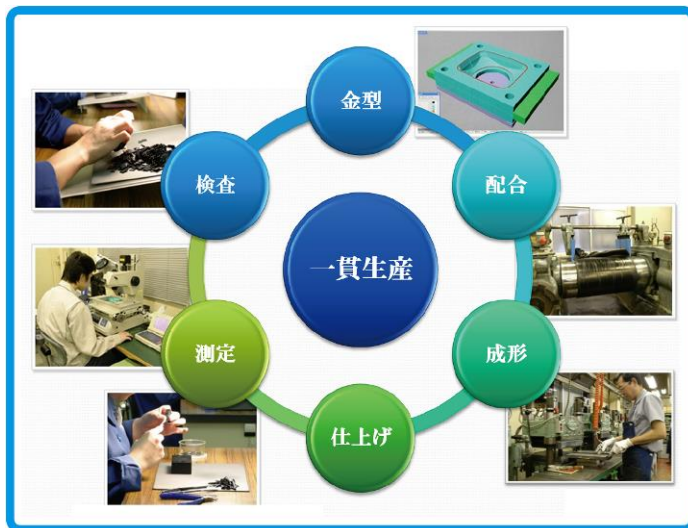 金型
配合
成形
仕上げ
測定
検査
一貫生産